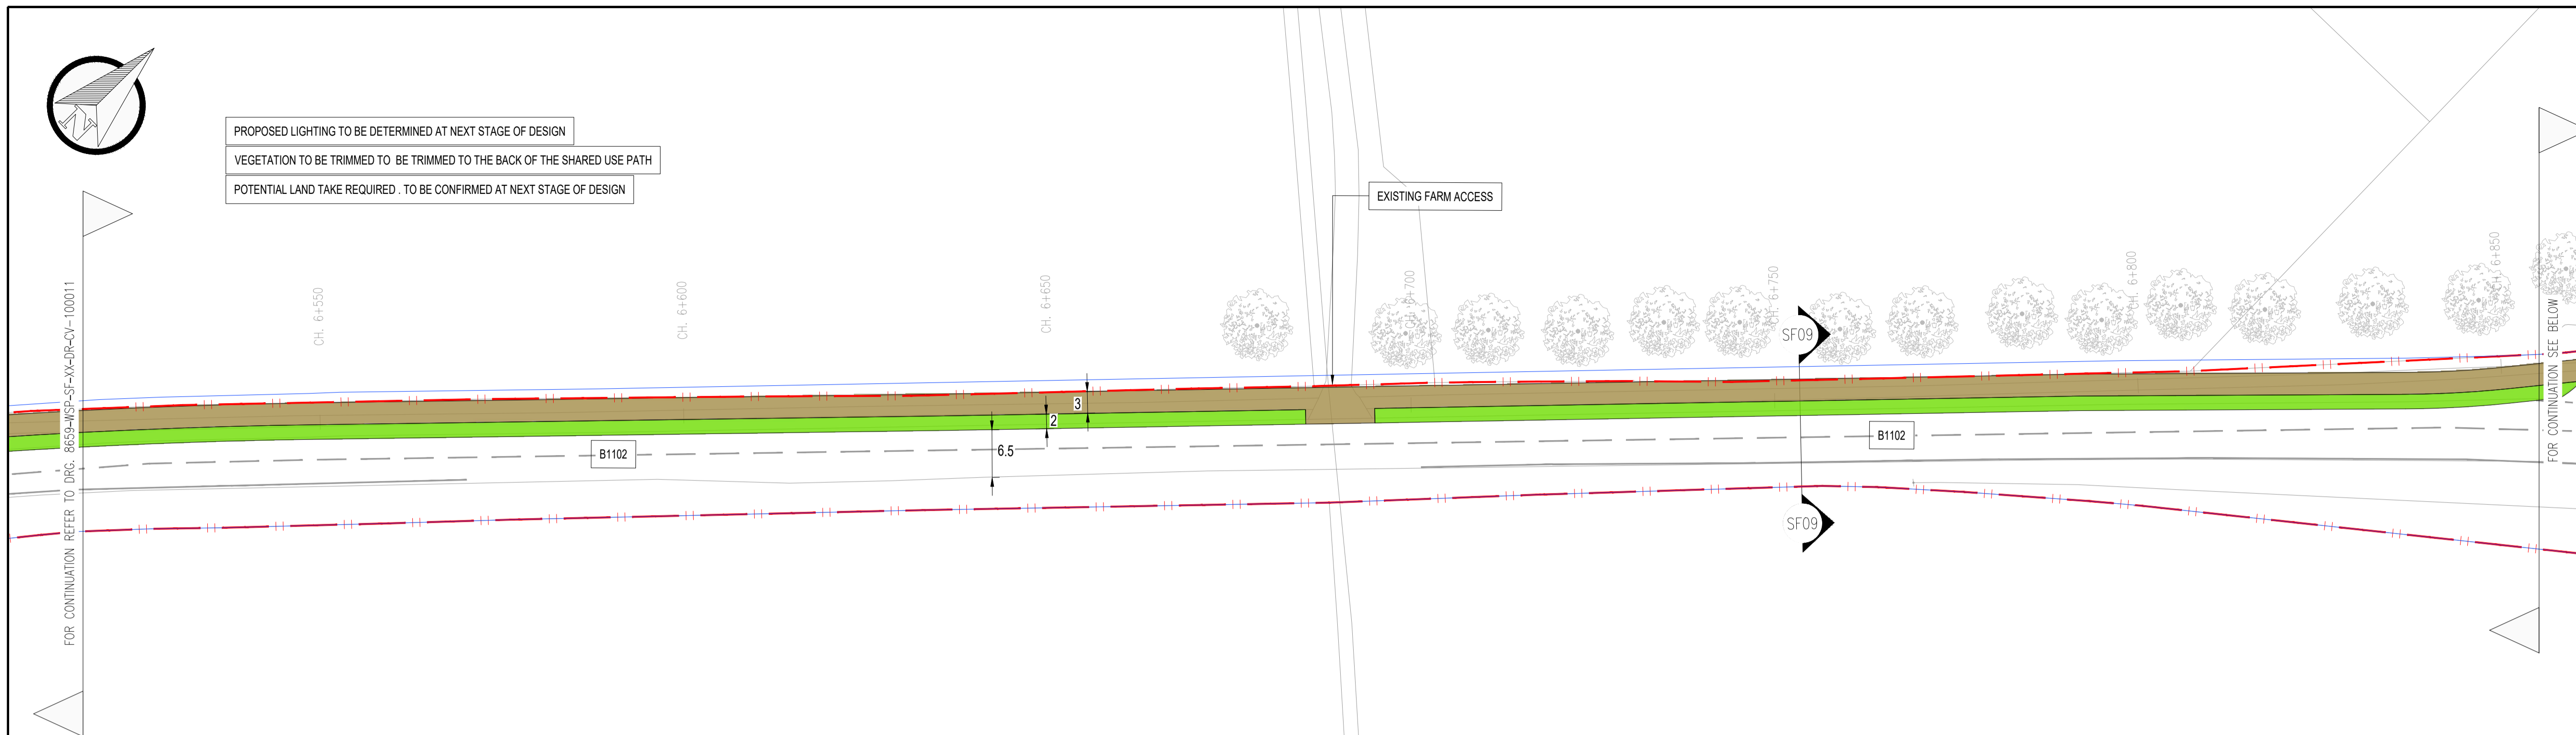 N
PROPOSED LIGHTING TO BE DETERMINED AT NEXT STAGE OF DESIGN
VEGETATION TO BE TRIMMED TO BE TRIMMED TO THE BACK OF THE SHARED USE PATH
POTENTIAL LAND TAKE REQUIRED . TO BE CONFIRMED AT NEXT STAGE OF DESIGN
EXISTING FARM ACCESS
FOR CONTINUATION REFER TO DRG. 8659-WSP-SF-XX-DR-CV-100011
CH. 6+550
CH. 6+600
CH. 6+650
CH. 6+700
CH. 6+750
CH. 6+800
CH. 6+850
SF09
3
2
6.5
B1102
B1102
SF09
FOR CONTINUATION SEE BELOW